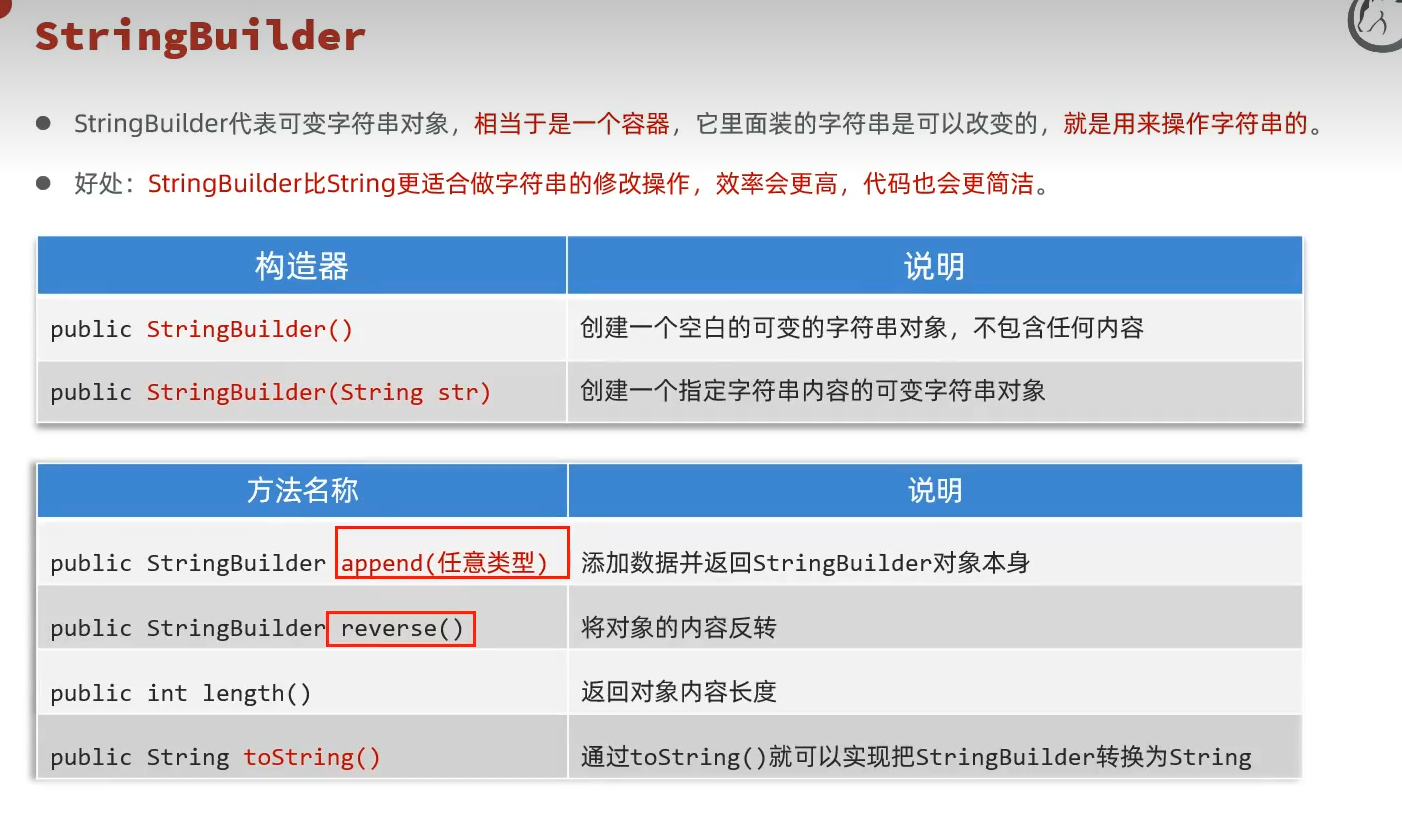 StringBuilder
● StringBuilder代表可变字符串对象，相当于是一个容器，它里面装的字符串是可以改变的，就是用来操作字符串的。
● 好处：StringBuilder比String更适合做字符串的修改操作，效率会更高，代码也会更简洁。
构造器 说明
public StringBuilder() 创建一个空白的可变的字符串对象，不包含任何内容
public StringBuilder(String str) 创建一个指定字符串内容的可变字符串对象
方法名称 说明
public StringBuilder append(任意类型) 添加数据并返回StringBuilder对象本身
public StringBuilder reverse() 将对象的内容反转
public int length() 返回对象内容长度
public String toString() 通过toString()就可以实现把StringBuilder转换为String